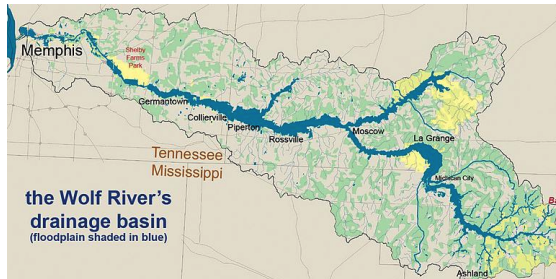 Memphis
Shelby
Farms
Park
Germantown
Collierville
Piperton
Rossville
Moscow
La Grange
Michigan City
Tennessee
Mississippi
the Wolf River's
drainage basin
(floodplain shaded in blue)
Ashland